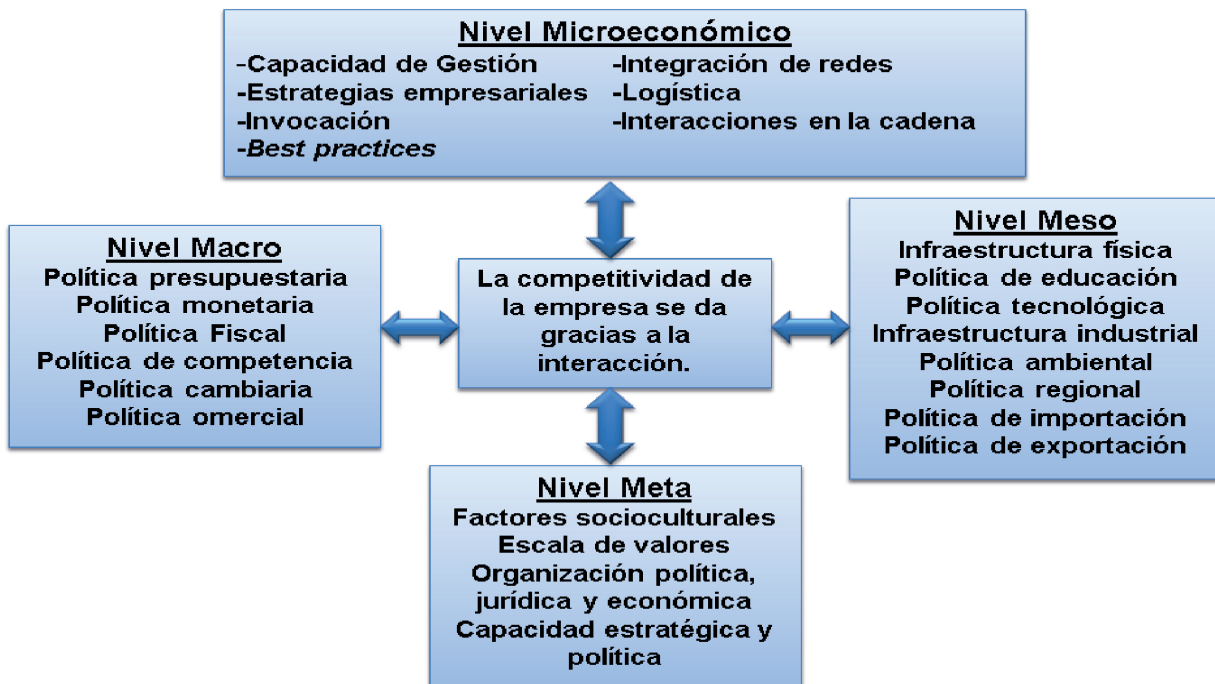 Nivel Microeconómico
-Capacidad de Gestión
-Estrategias empresariales
-Invocación
-Best practices
-Integración de redes
-Logística
-Interacciones en la cadena
Nivel Macro
Política presupuestaria
Política monetaria
Política Fiscal
Política de competencia
Política cambiaria
Política omercial
La competitividad de
la empresa se da
gracias a la
interacción.
Nivel Meso
Infraestructura física
Política de educación
Política tecnológica
Infraestructura industrial
Política ambiental
Política regional
Política de importación
Política de exportación
Nivel Meta
Factores socioculturales
Escala de valores
Organización política,
jurídica y económica
Capacidad estratégica y
política